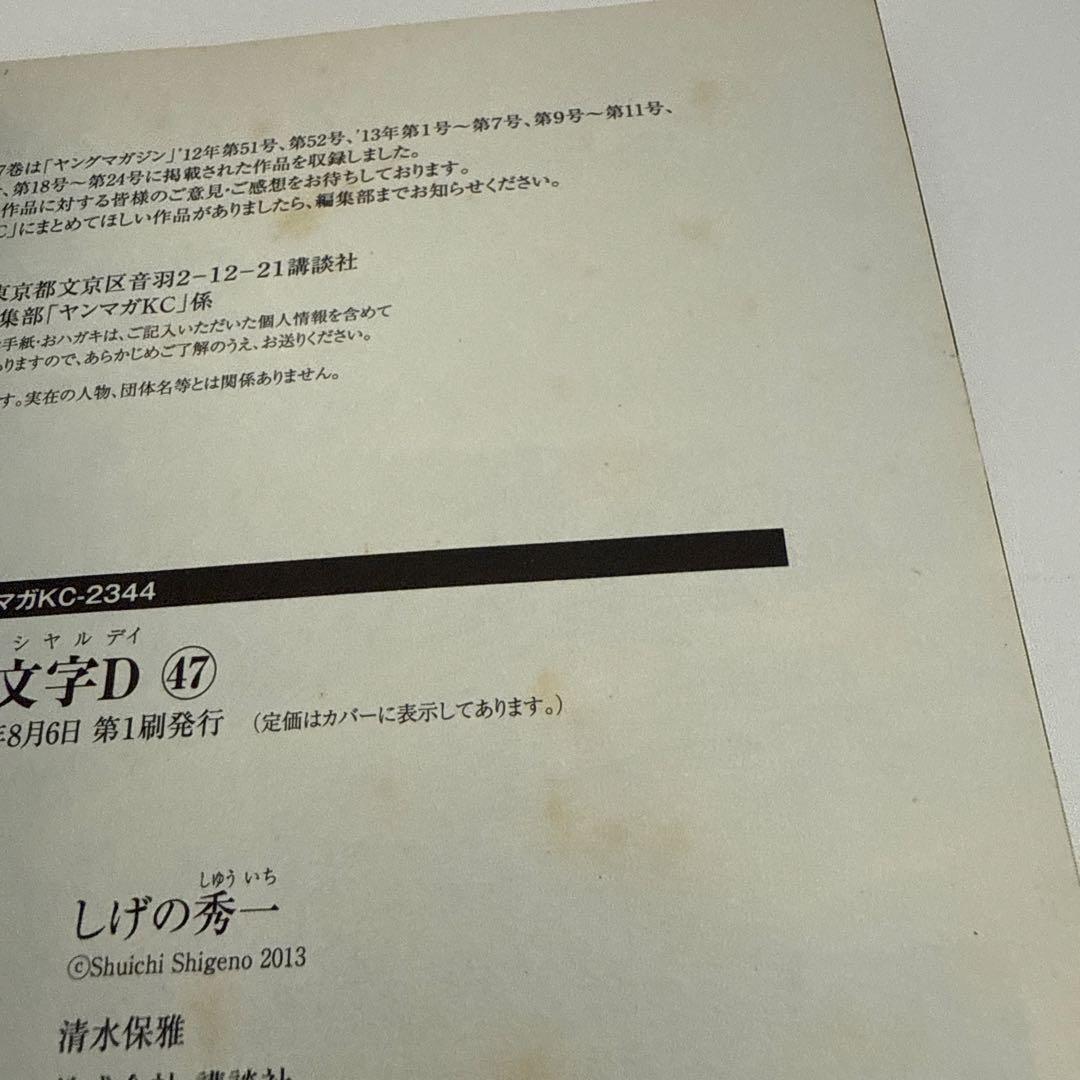 7巻は「ヤングマガジン」'12年第51号、第52号、'13年第1号〜第7号、第9号〜第11号、
、第18号〜第24号に掲載された作品を収録しました。
作品に対する皆様のご意見・ご感想をお待ちしております。
C」にまとめてほしい作品がありましたら、編集部までお知らせください。
東京都文京区音羽2-12-21講談社
集部「ヤンマガKC」係
手紙・おハガキは、ご記入いただいた個人情報を含めて
ありますので、あらかじめご了解のうえ、お送りください。
す。実在の人物、団体名等とは関係ありません。
マガKC-2344
シヤル デイ
文字D ㊼
年8月6日 第1刷発行 (定価はカバーに表示してあります。)
しゆう いち
しげの秀一
©Shuichi Shigeno 2013
清水保雅
株式会社 講談社